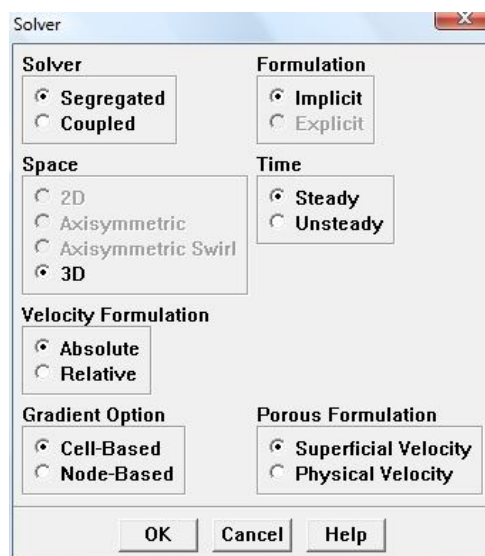 Solver
Solver
Segregated
Coupled
Formulation
Implicit
Explicit
Space
2D
Axisymmetric
Axisymmetric Swirl
3D
Time
Steady
Unsteady
Velocity Formulation
Absolute
Relative
Gradient Option
Cell-Based
Node-Based
Porous Formulation
Superficial Velocity
Physical Velocity
OK
Cancel
Help